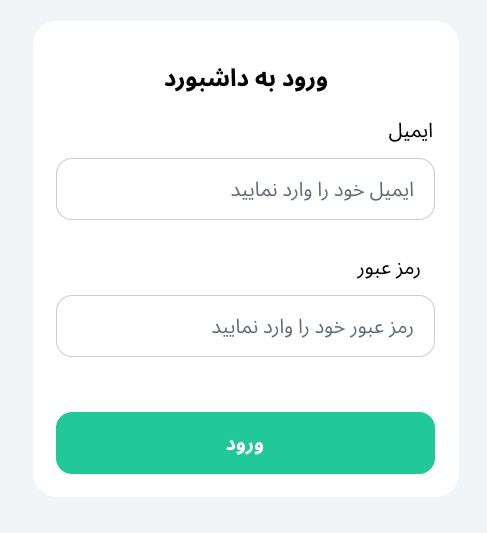 ورود به داشبورد
ایمیل
ایمیل خود را وارد نمایید
رمز عبور
رمز عبور خود را وارد نمایید
ورود